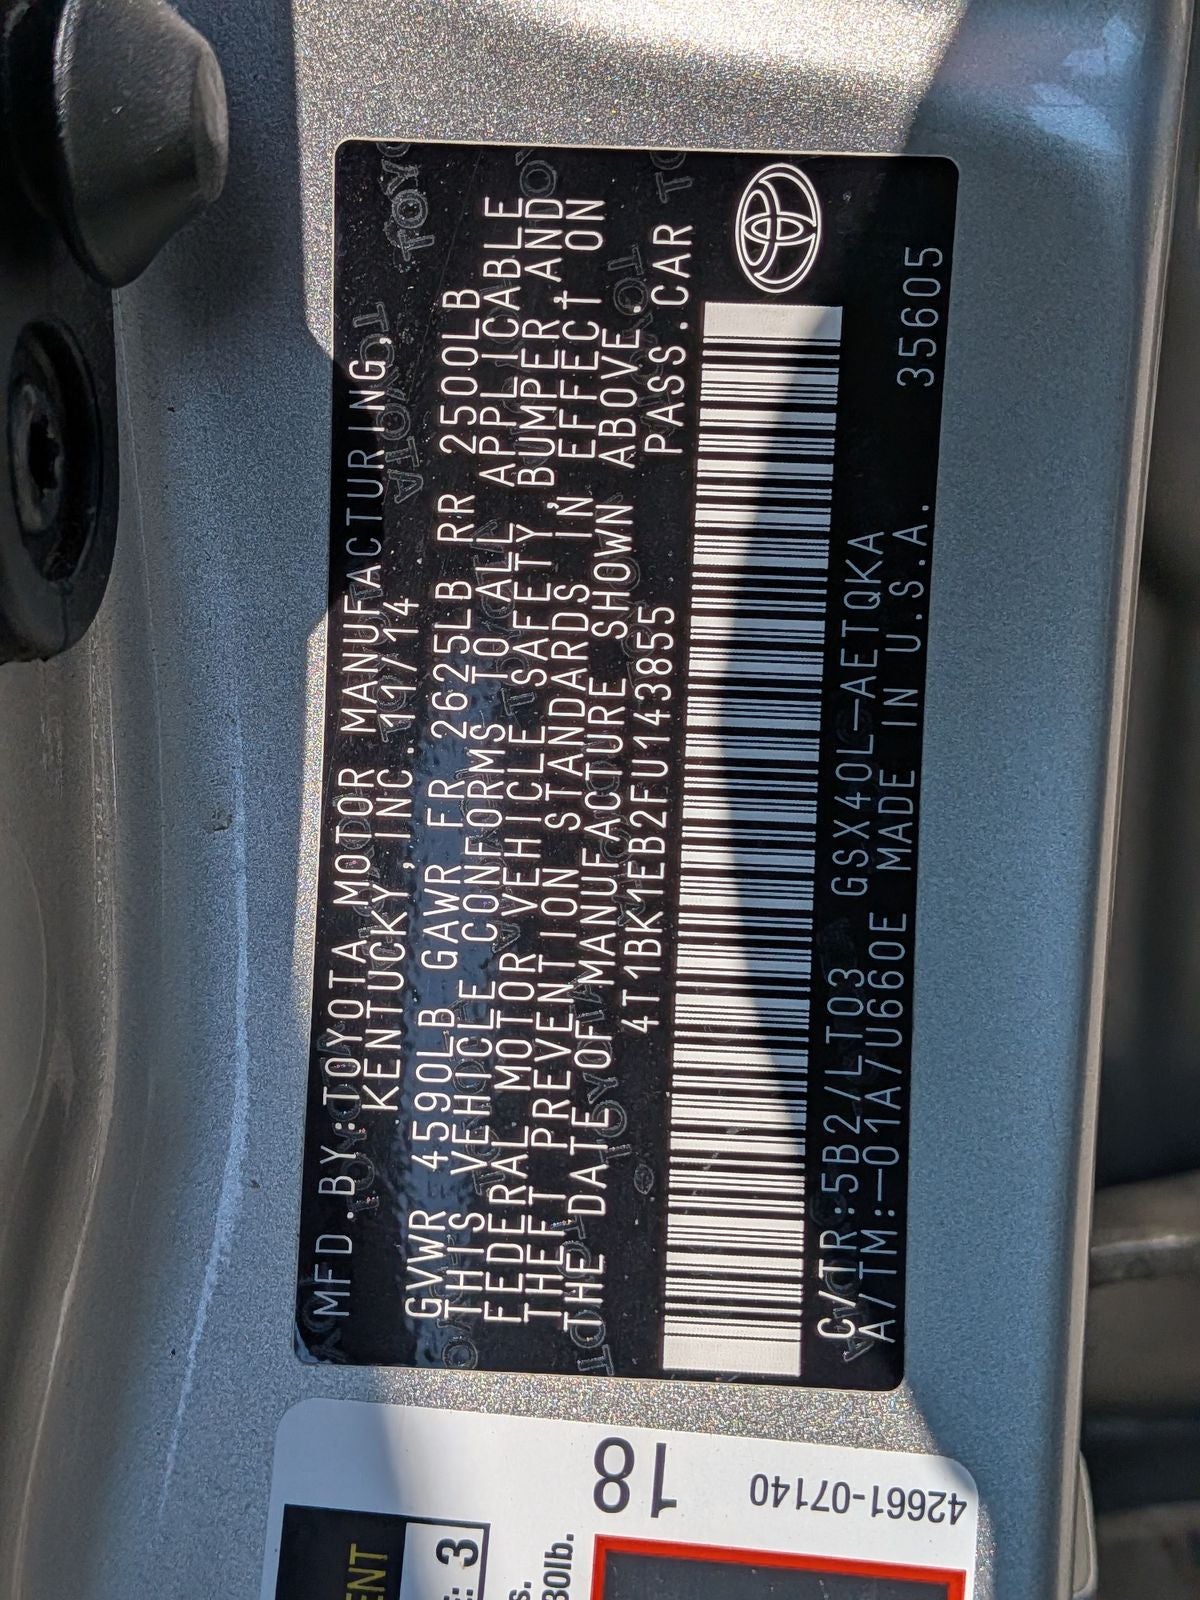 MFD.BY:TOYOTA MOTOR MANUFACTURING,
KENTUCKY,INC.11/14
GVWR 4590LB GAWR FR 2625LB RR 2500LB
THIS VEHICLE CONFORMS TO ALL APPLICABLE
FEDERAL MOTOR VEHICLE SAFETY,BUMPER,AND
THEFT PREVENTION STANDARDS IN EFFECT ON
THE DATE OF MANUFACTURE SHOWN ABOVE.
4T1BK1EB2FU143855 PASS.CAR
C/TR:5B2/LT03 GSX40L-AETQKA
A/TM:-01A/U660E MADE IN U.S.A. 35605
18
42661-07140
ENT
: 3
s.
30lb.